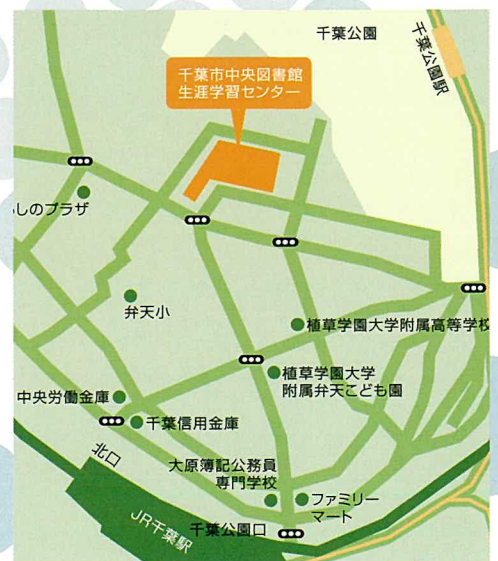 千葉公園
千葉公園駅
千葉市中央図書館
生涯学習センター
しのプラザ
弁天小
植草学園大学附属高等学校
植草学園大学
附属弁天こども園
中央労働金庫
千葉信用金庫
北口
大原簿記公務員
専門学校
ファミリー
マート
JR千葉駅
千葉公園口